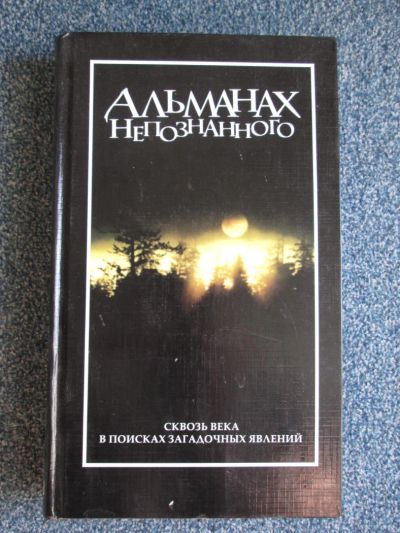 АЛЬМАНАХ
НЕПОЗНАННОГО
СКВОЗЬ ВЕКА
В ПОИСКАХ ЗАГАДОЧНЫХ ЯВЛЕНИЙ